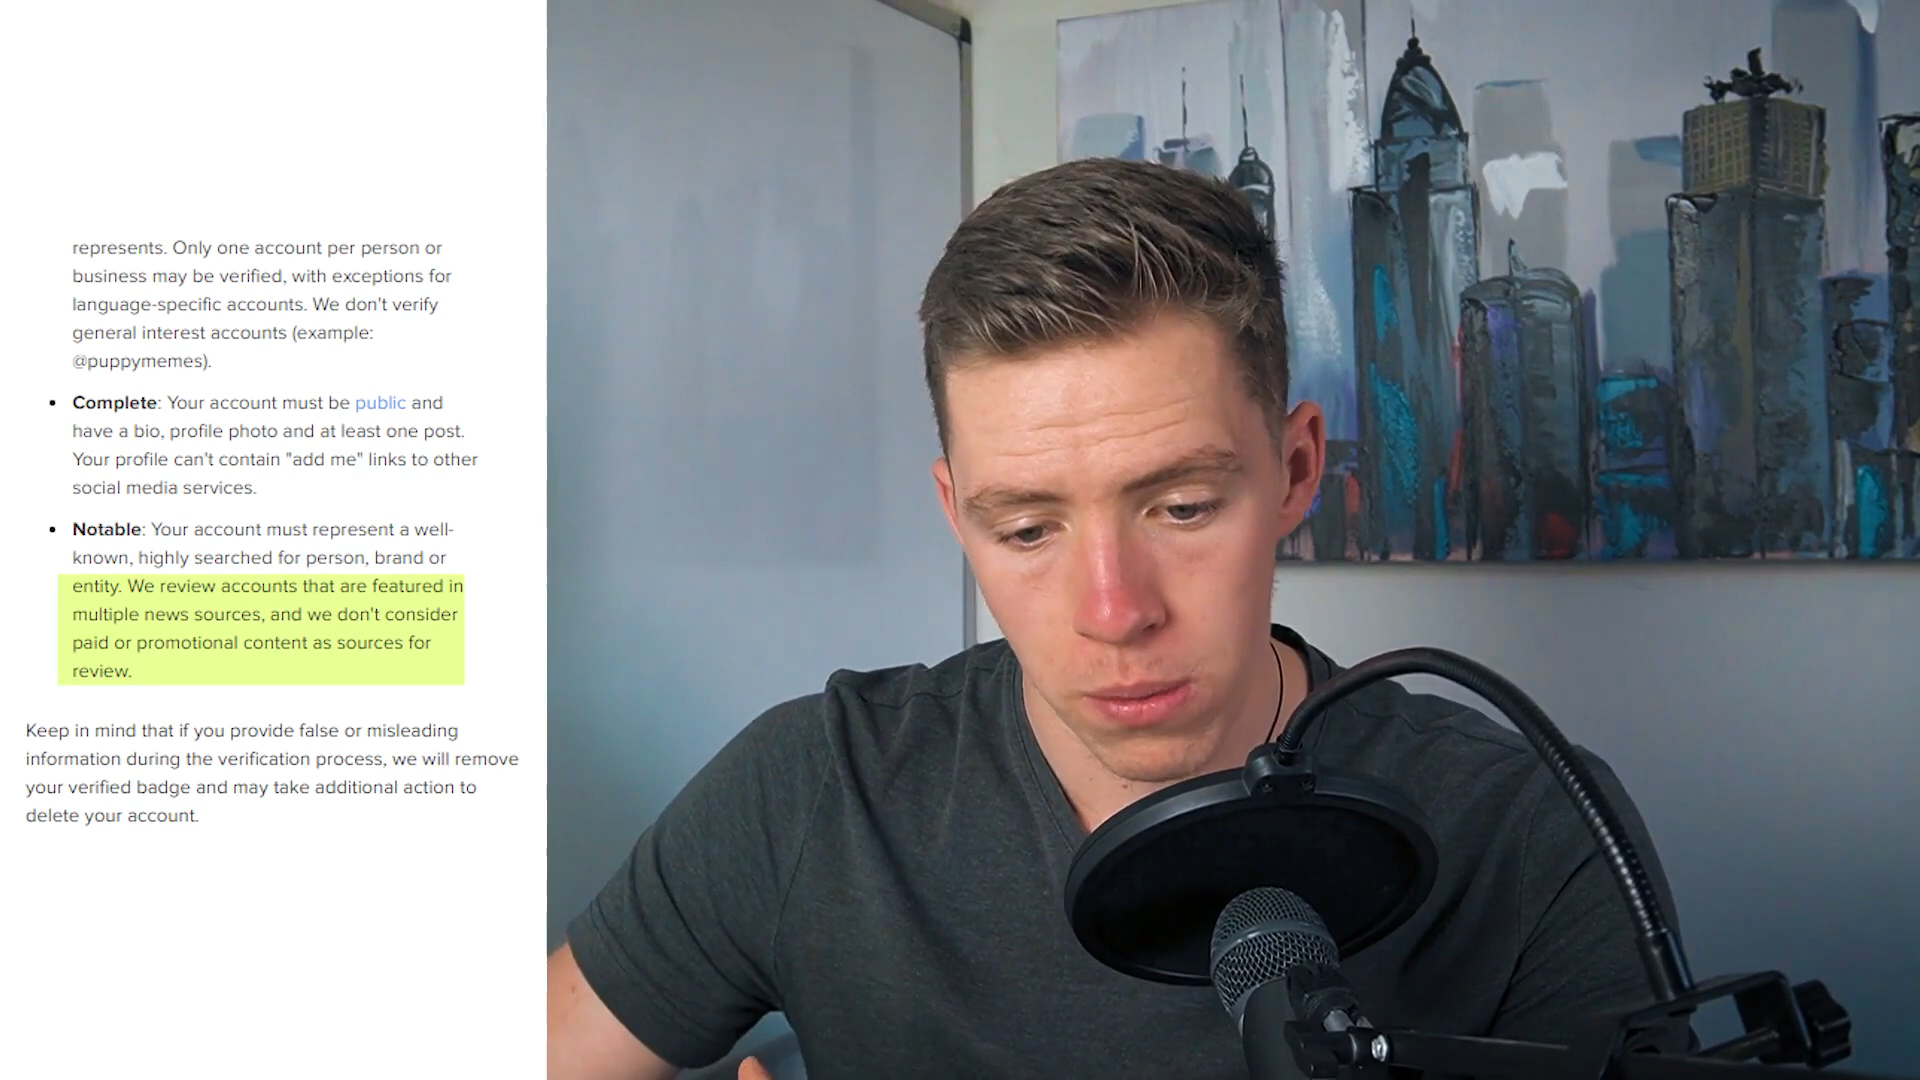 represents. Only one account per person or
business may be verified, with exceptions for
language-specific accounts. We don't verify
general interest accounts (example:
@puppymemes).
• Complete: Your account must be public and
have a bio, profile photo and at least one post.
Your profile can't contain "add me" links to other
social media services.
• Notable: Your account must represent a well-
known, highly searched for person, brand or
entity. We review accounts that are featured in
multiple news sources, and we don't consider
paid or promotional content as sources for
review.
Keep in mind that if you provide false or misleading
information during the verification process, we will remove
your verified badge and may take additional action to
delete your account.